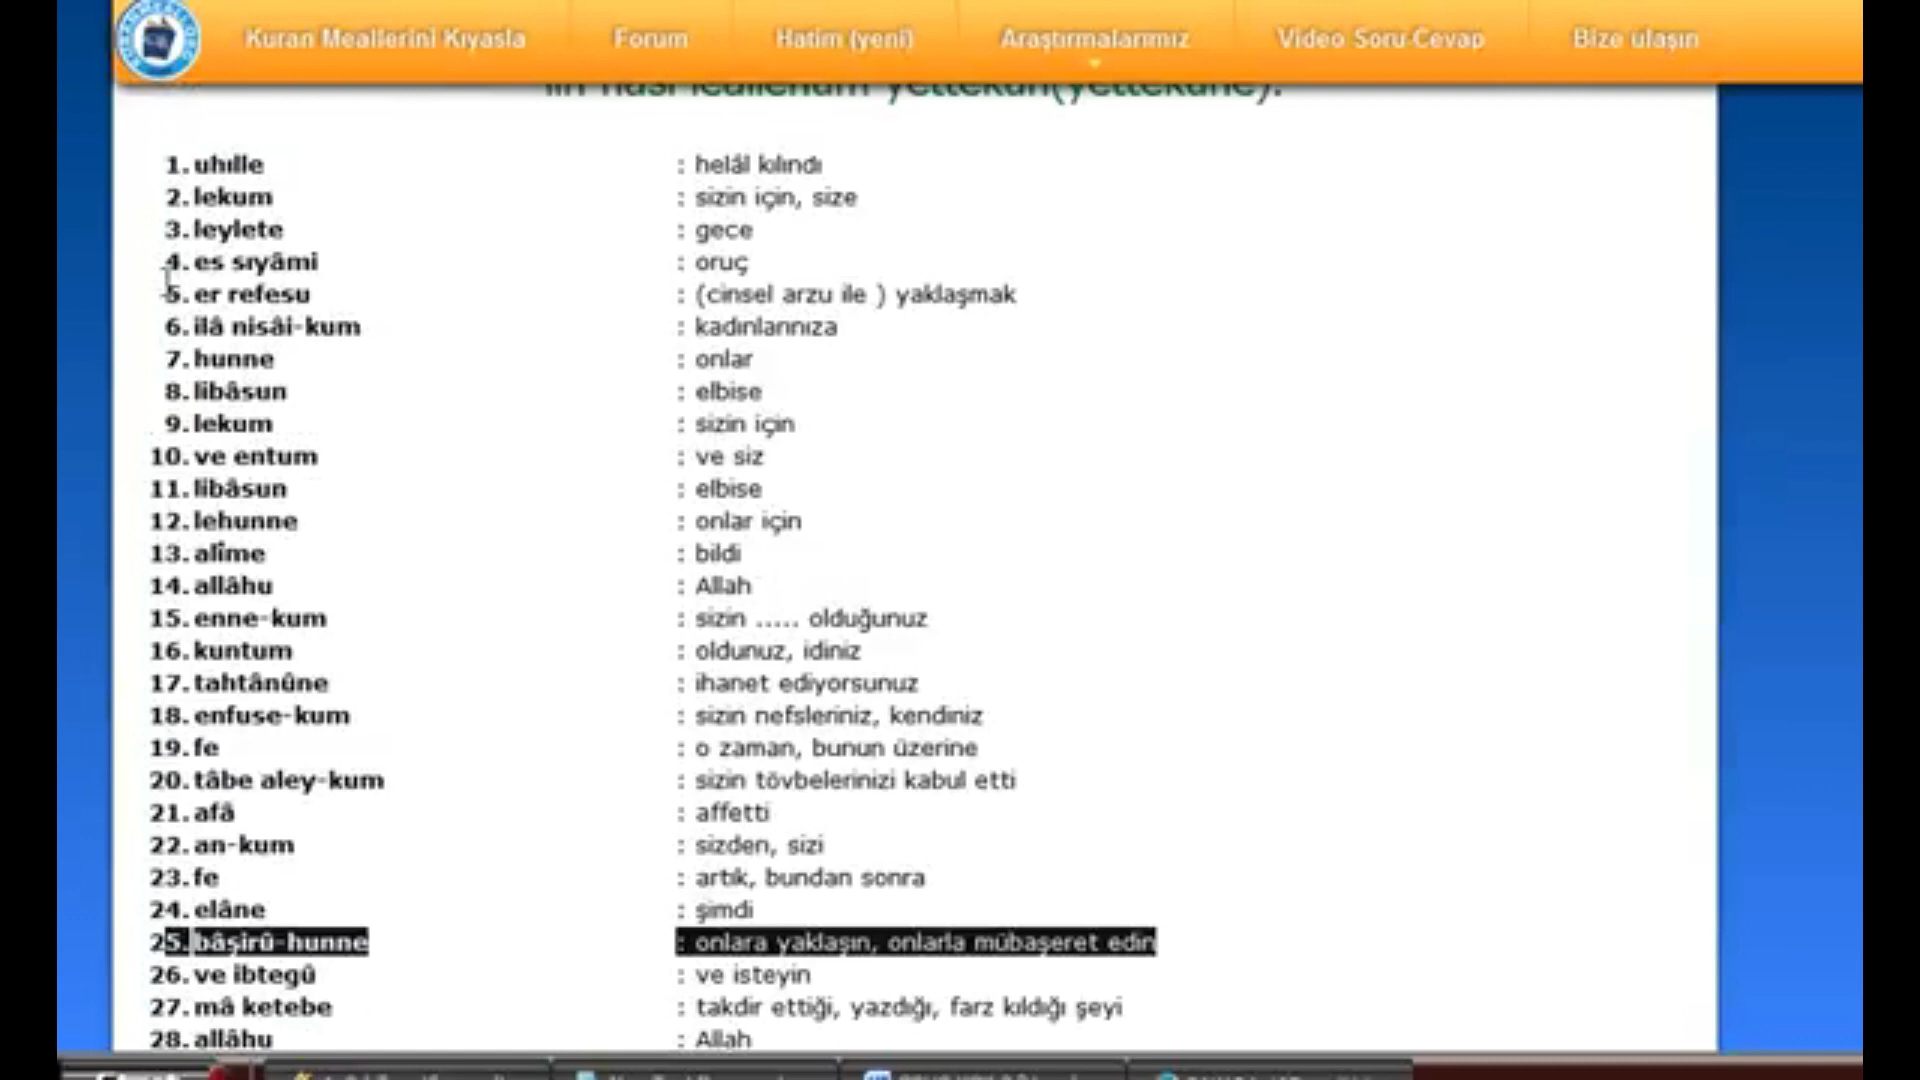 Kuran Meallerini Kıyasla Forum Hatim (yeni) Araştırmalarımız Video Soru-Cevap Bize ulaşın
lin nâsi leallehum yettekûn(yettekûne).
1. uhılle : helâl kılındı
2. lekum : sizin için, size
3. leylete : gece
4. es sıyâmi : oruç
5. er refesu : (cinsel arzu ile ) yaklaşmak
6. ilâ nisâi-kum : kadınlarınıza
7. hunne : onlar
8. libâsun : elbise
9. lekum : sizin için
10. ve entum : ve siz
11. libâsun : elbise
12. lehunne : onlar için
13. alîme : bildi
14. allâhu : Allah
15. enne-kum : sizin ..... olduğunuz
16. kuntum : oldunuz, idiniz
17. tahtânûne : ihanet ediyorsunuz
18. enfuse-kum : sizin nefsleriniz, kendiniz
19. fe : o zaman, bunun üzerine
20. tâbe aley-kum : sizin tövbelerinizi kabul etti
21. afâ : affetti
22. an-kum : sizden, sizi
23. fe : artık, bundan sonra
24. elâne : şimdi
25. bâşirû-hunne : onlara yaklaşın, onlarla mübaşeret edin
26. ve ibtegû : ve isteyin
27. mâ ketebe : takdir ettiği, yazdığı, farz kıldığı şeyi
28. allâhu : Allah